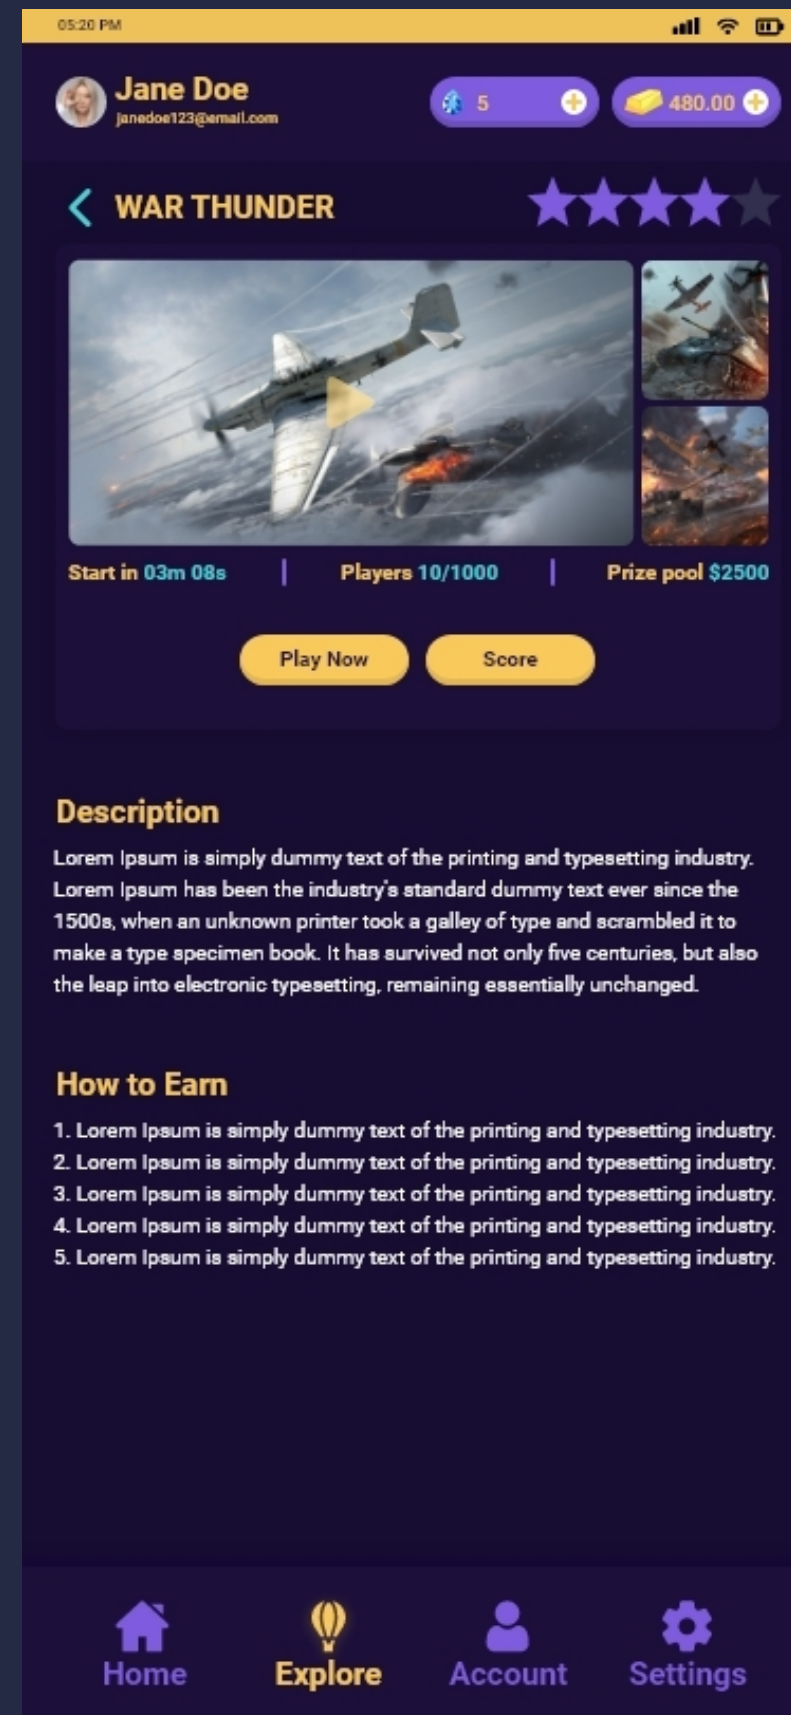 05:20 PM
Jane Doe
janedoe123@email.com
5
480.00
WAR THUNDER
Start in 03m 08s
Players 10/1000
Prize pool $2500
Play Now
Score
Description
Lorem Ipsum is simply dummy text of the printing and typesetting industry.
Lorem Ipsum has been the industry's standard dummy text ever since the
1500s, when an unknown printer took a galley of type and scrambled it to
make a type specimen book. It has survived not only five centuries, but also
the leap into electronic typesetting, remaining essentially unchanged.
How to Earn
1. Lorem Ipsum is simply dummy text of the printing and typesetting industry.
2. Lorem Ipsum is simply dummy text of the printing and typesetting industry.
3. Lorem Ipsum is simply dummy text of the printing and typesetting industry.
4. Lorem Ipsum is simply dummy text of the printing and typesetting industry.
5. Lorem Ipsum is simply dummy text of the printing and typesetting industry.
Home
Explore
Account
Settings